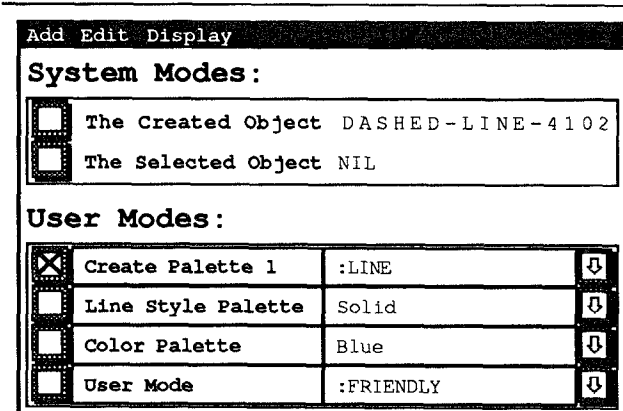 Add Edit Display
System Modes:
The Created Object DASHED-LINE-4102
The Selected Object NIL
User Modes:
Create Palette 1 :LINE
Line Style Palette Solid
Color Palette Blue
User Mode :FRIENDLY